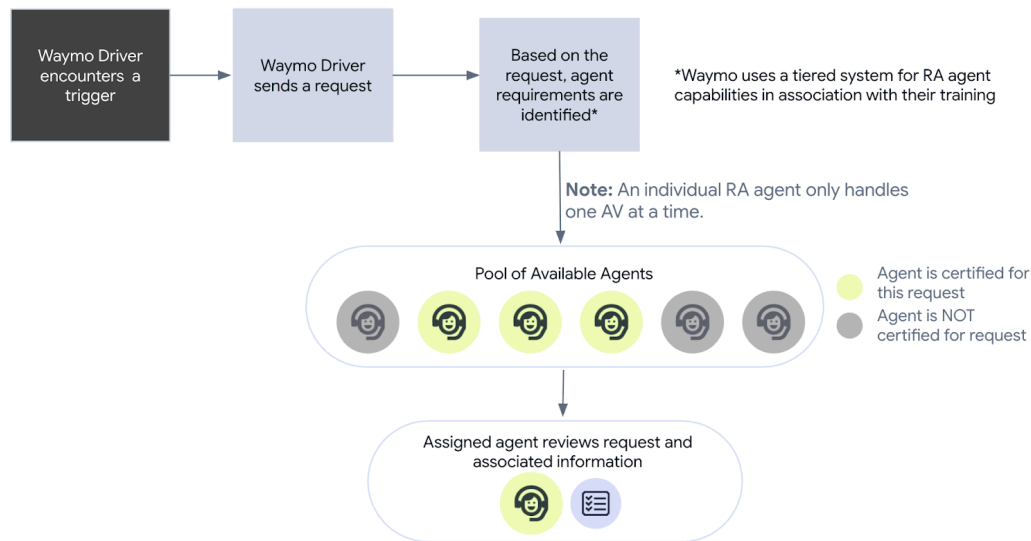 Waymo Driver
encounters a
trigger
Waymo Driver
sends a request
Based on the
request, agent
requirements are
identified*
*Waymo uses a tiered system for RA agent
capabilities in association with their training
Note: An individual RA agent only handles
one AV at a time.
Pool of Available Agents
Agent is certified for
this request
Agent is NOT
certified for request
Assigned agent reviews request and
associated information